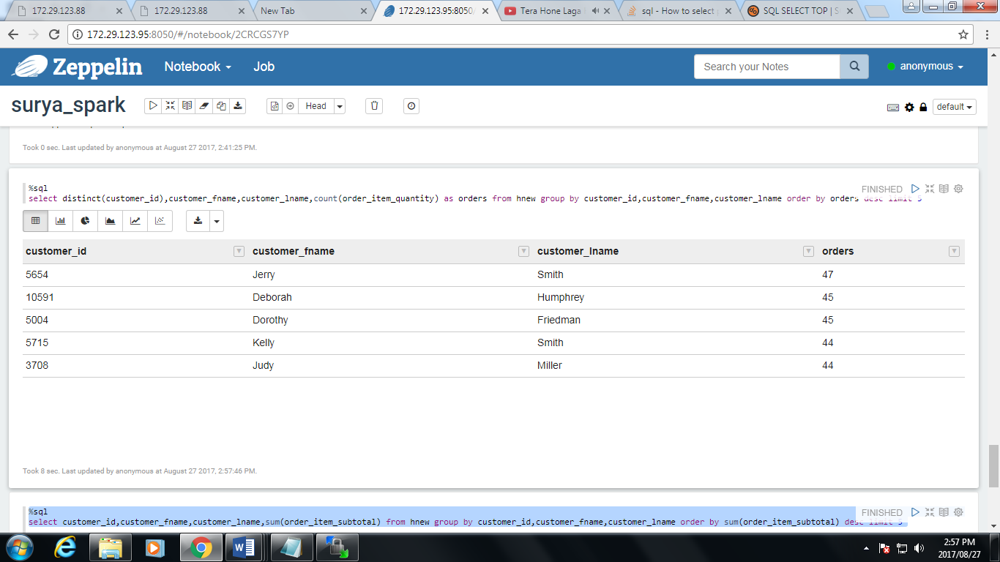 172.29.123.88
172.29.123.88
New Tab
172.29.123.95:8050/
Tera Hone Laga
sql - How to select
SQL SELECT TOP | S
172.29.123.95:8050/#/notebook/2CRCGS7YP
Zeppelin Notebook Job Search your Notes anonymous
surya_spark Head default
Took 0 sec. Last updated by anonymous at August 27 2017, 2:41:25 PM.
%sql
FINISHED
select distinct(customer_id),customer_fname,customer_lname,count(order_item_quantity) as orders from hnew group by customer_id,customer_fname,customer_lname order by orders desc limit 5
customer_id customer_fname customer_lname orders
5654 Jerry Smith 47
10591 Deborah Humphrey 45
5004 Dorothy Friedman 45
5715 Kelly Smith 44
3708 Judy Miller 44
Took 8 sec. Last updated by anonymous at August 27 2017, 2:57:46 PM.
%sql
FINISHED
select customer_id,customer_fname,customer_lname,sum(order_item_subtotal) from hnew group by customer_id,customer_fname,customer_lname order by sum(order_item_subtotal) desc limit 5
2:57 PM
2017/08/27